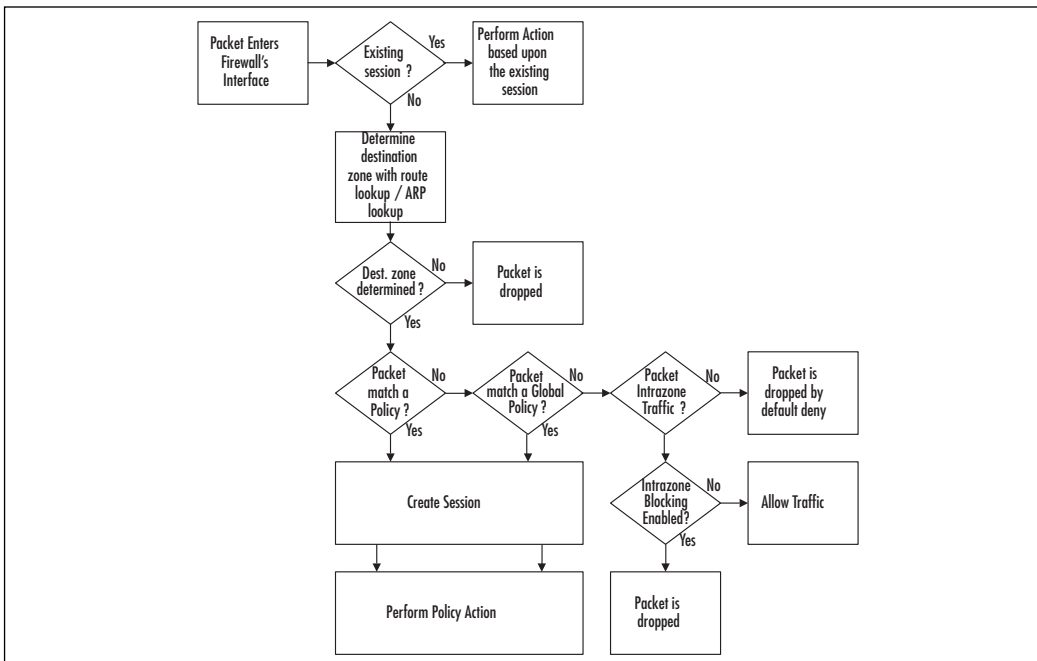 Packet Enters
Firewall's
Interface
Existing
session ?
Yes
Perform Action
based upon
the existing
session
No
Determine
destination
zone with route
lookup / ARP
lookup
Dest. zone
determined ?
No
Packet is
dropped
Yes
Packet
match a
Policy ?
No
Packet
match a Global
Policy ?
No
Packet
Intrazone
Traffic ?
No
Packet is
dropped by
default deny
Yes
Yes
Create Session
Intrazone
Blocking
Enabled?
No
Allow Traffic
Yes
Perform Policy Action
Packet is
dropped